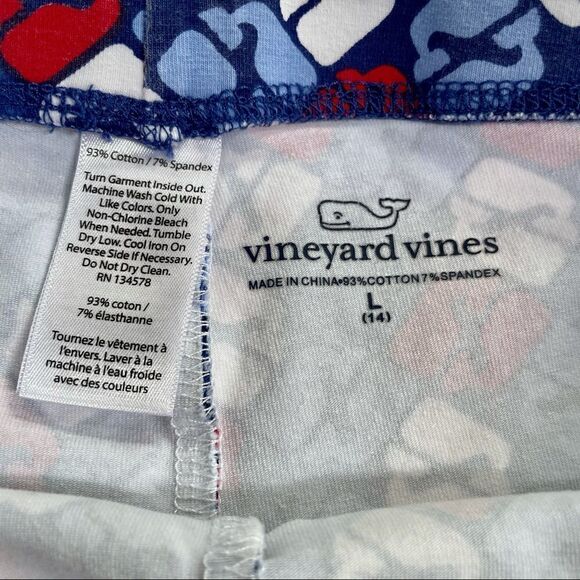 93% Cotton / 7% Spandex
Turn Garment Inside Out.
Machine Wash Cold With
Like Colors. Only
Non-Chlorine Bleach
When Needed. Tumble
Dry Low. Cool Iron On
Reverse Side If Necessary.
Do Not Dry Clean.
RN 134578
93% coton /
7% élasthanne
Tournez le vêtement à
l'envers. Laver à la
machine à l'eau froide
avec des couleurs
vineyard vines
MADE IN CHINA•93%COTTON7%SPANDEX
L
(14)